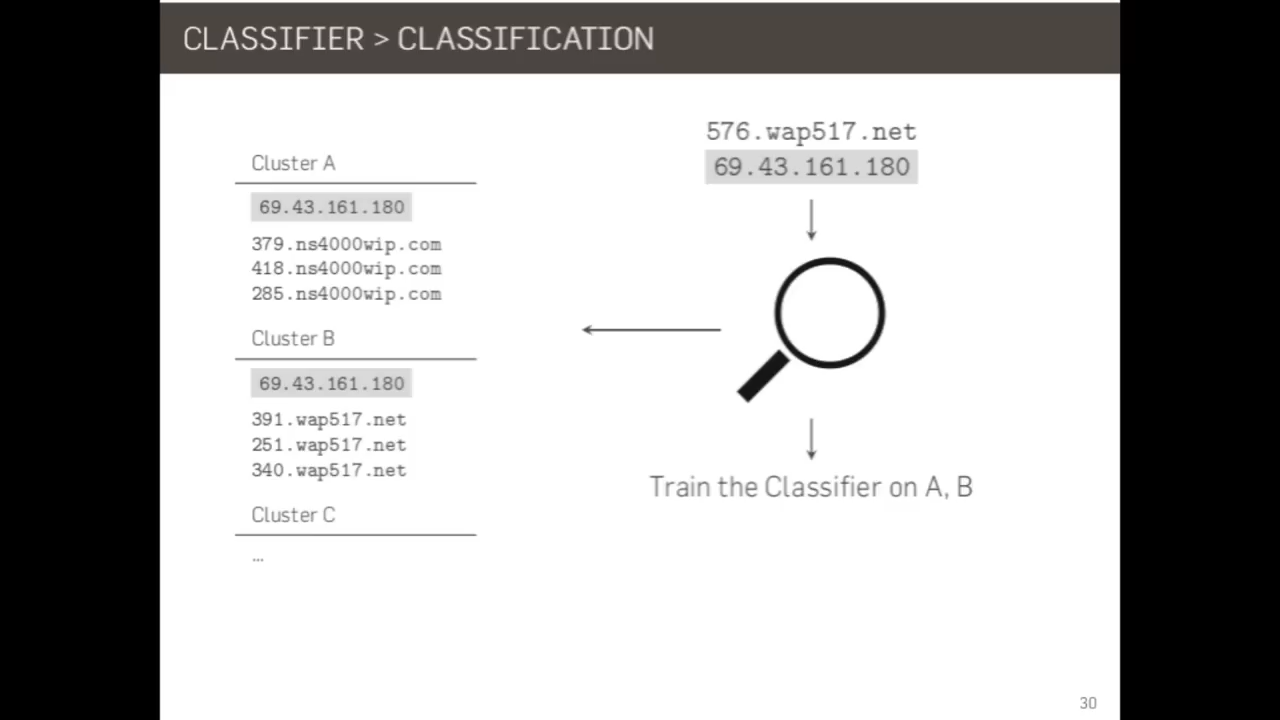 CLASSIFIER > CLASSIFICATION
Cluster A
69.43.161.180
379.ns4000wip.com
418.ns4000wip.com
285.ns4000wip.com
Cluster B
69.43.161.180
391.wap517.net
251.wap517.net
340.wap517.net
Cluster C
...
576.wap517.net
69.43.161.180
Train the Classifier on A, B
30